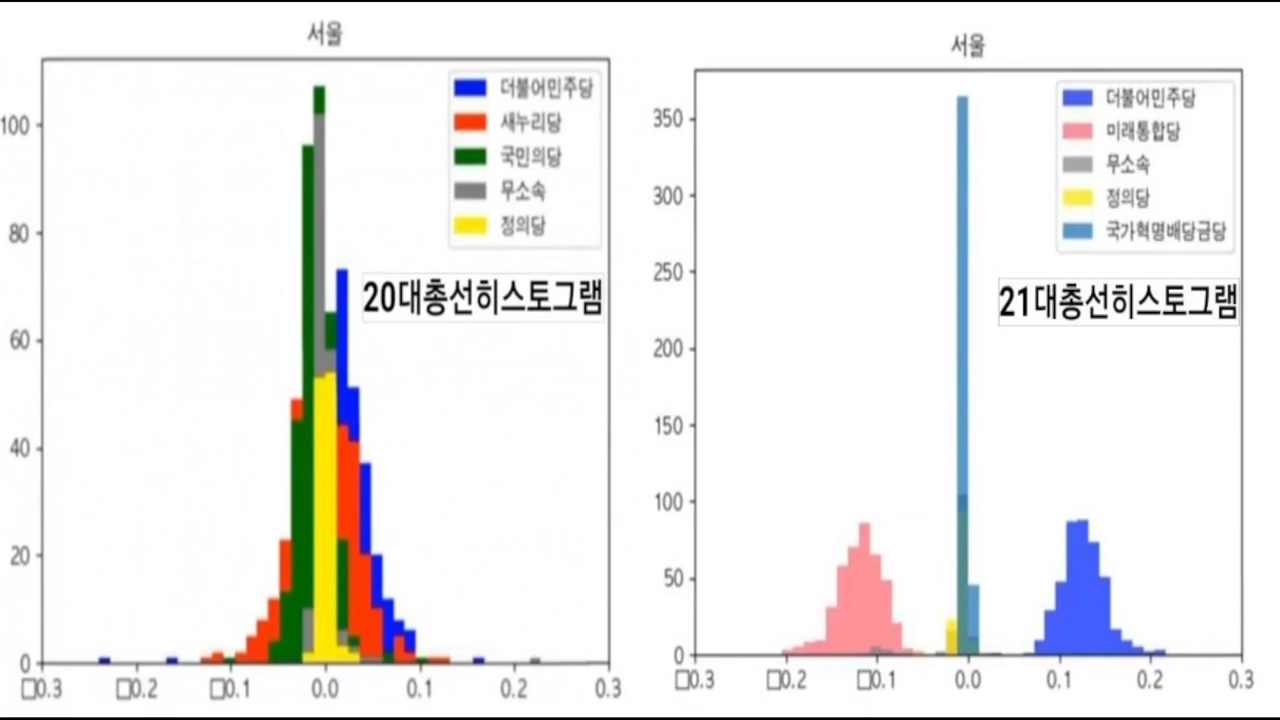 서울
더불어민주당
새누리당
국민의당
무소속
정의당
20대총선히스토그램
100
80
60
40
20
0
□0.3 □0.2 □0.1 0.0 0.1 0.2 0.3
서울
더불어민주당
미래통합당
무소속
정의당
국가혁명배당금당
21대총선히스토그램
350
300
250
200
150
100
50
0
□0.3 □0.2 □0.1 0.0 0.1 0.2 0.3